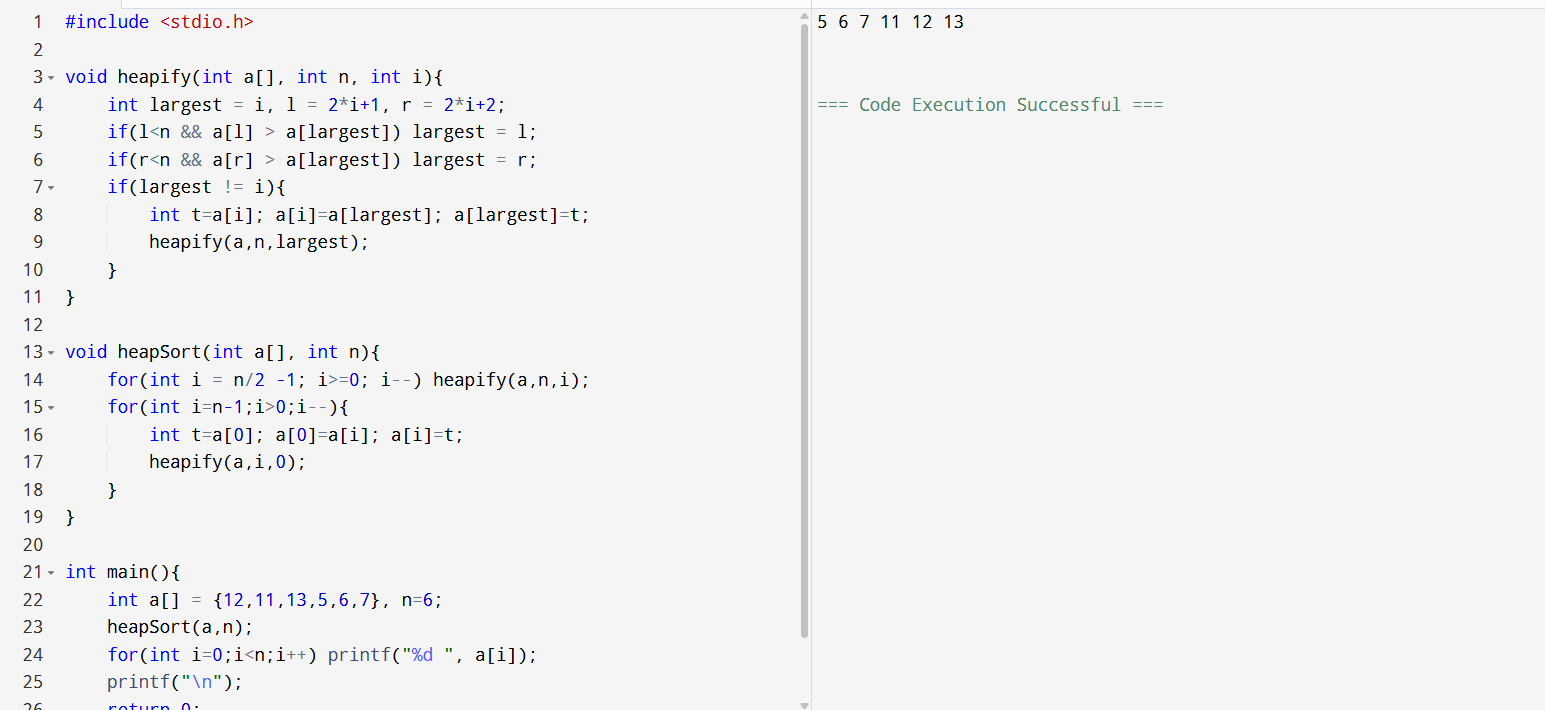 1 #include <stdio.h>
2
3 void heapify(int a[], int n, int i){
4     int largest = i, l = 2*i+1, r = 2*i+2;
5     if(l<n && a[l] > a[largest]) largest = l;
6     if(r<n && a[r] > a[largest]) largest = r;
7     if(largest != i){
8         int t=a[i]; a[i]=a[largest]; a[largest]=t;
9         heapify(a,n,largest);
10     }
11 }
12
13 void heapSort(int a[], int n){
14     for(int i = n/2 -1; i>=0; i--) heapify(a,n,i);
15     for(int i=n-1;i>0;i--){
16         int t=a[0]; a[0]=a[i]; a[i]=t;
17         heapify(a,i,0);
18     }
19 }
20
21 int main(){
22     int a[] = {12,11,13,5,6,7}, n=6;
23     heapSort(a,n);
24     for(int i=0;i<n;i++) printf("%d ", a[i]);
25     printf("\n");
26     return 0;
5 6 7 11 12 13
=== Code Execution Successful ===